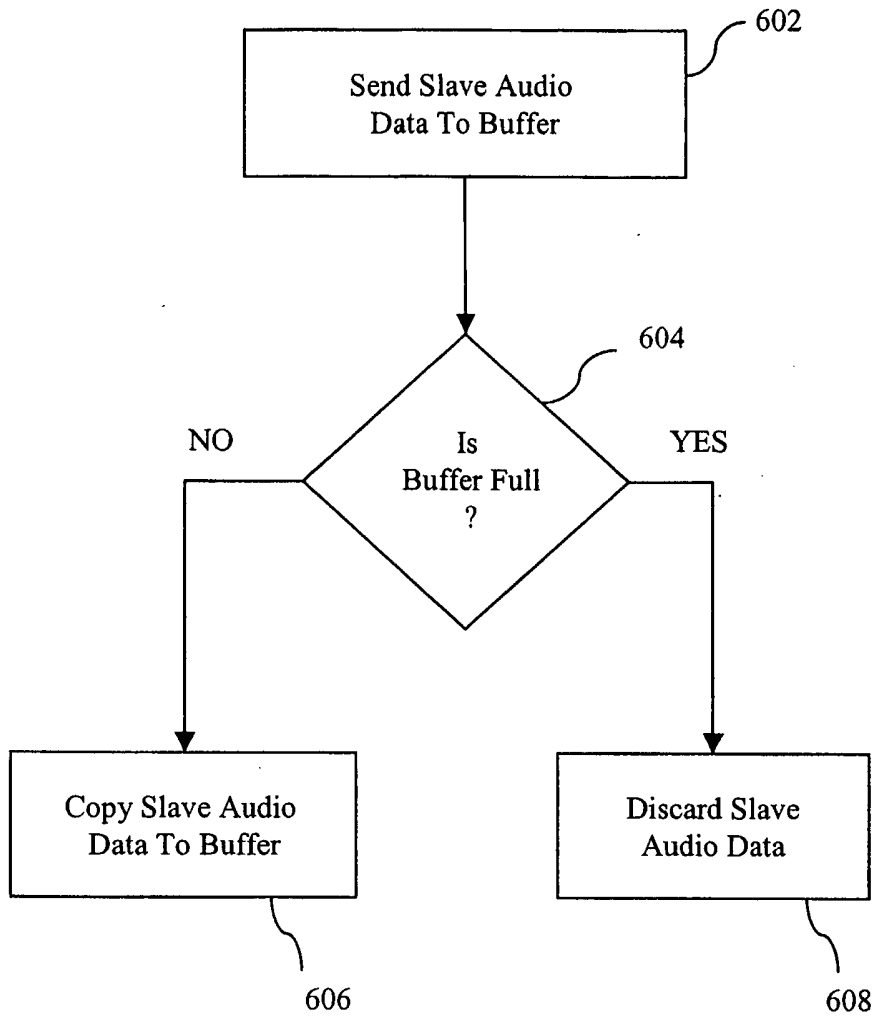 602
Send Slave Audio
Data To Buffer
604
NO
Is
Buffer Full
?
YES
Copy Slave Audio
Data To Buffer
Discard Slave
Audio Data
606
608